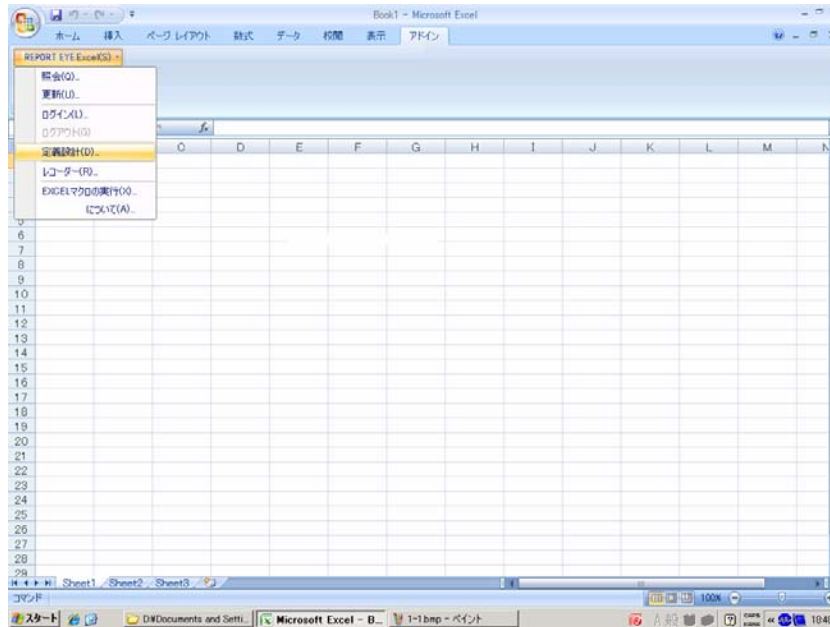 Book1 - Microsoft Excel
ホーム 挿入 ページ レイアウト 数式 データ 校閲 表示 アドイン
REPORT EYE Excel(S)
照会(Q)...
更新(U)...
ログイン(L)...
ログアウト(G)
定義設計(D)...
レコーダー(R)...
EXCELマクロの実行(X)...
について(A)...
fx
C D E F G H I J K L M N
6
7
8
9
10
11
12
13
14
15
16
17
18
19
20
21
22
23
24
25
26
27
28
29
Sheet1 Sheet2 Sheet3
コマンド 100%
スタート D:¥Documents and Setti... Microsoft Excel - B... 1-1.bmp - ペイント A 般 CAPS KANA